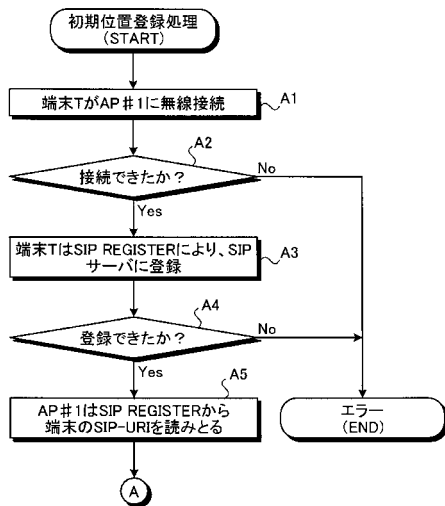 初期位置登録処理
(START)
端末TがAP♯1に無線接続
A1
A2
接続できたか?
No
Yes
端末TはSIP REGISTERにより、SIP
サーバに登録
A3
A4
登録できたか?
No
Yes
A5
AP♯1はSIP REGISTERから
端末のSIP-URIを読みとる
エラー
(END)
A